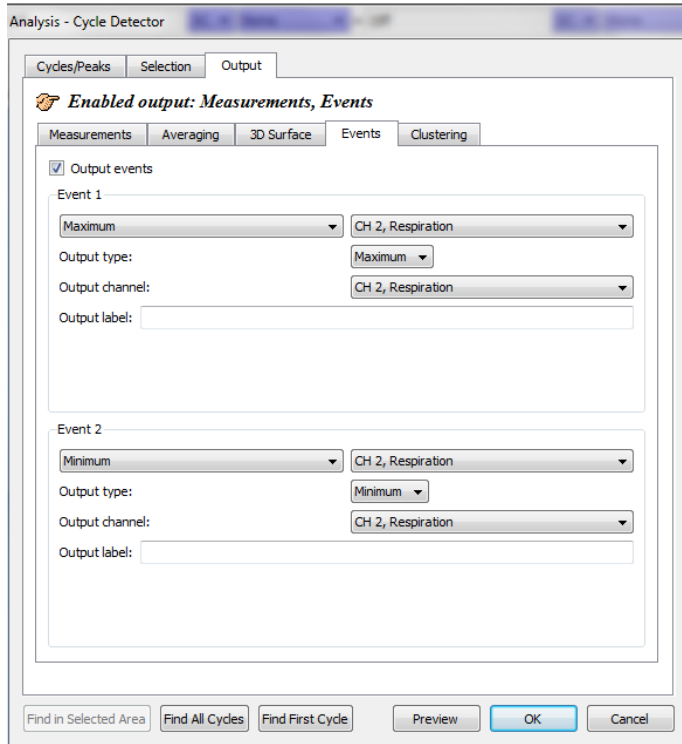 Analysis - Cycle Detector
Cycles/Peaks Selection Output
Enabled output: Measurements, Events
Measurements Averaging 3D Surface Events Clustering
Output events
Event 1
Maximum CH 2, Respiration
Output type: Maximum
Output channel: CH 2, Respiration
Output label:
Event 2
Minimum CH 2, Respiration
Output type: Minimum
Output channel: CH 2, Respiration
Output label:
Find in Selected Area Find All Cycles Find First Cycle Preview OK Cancel